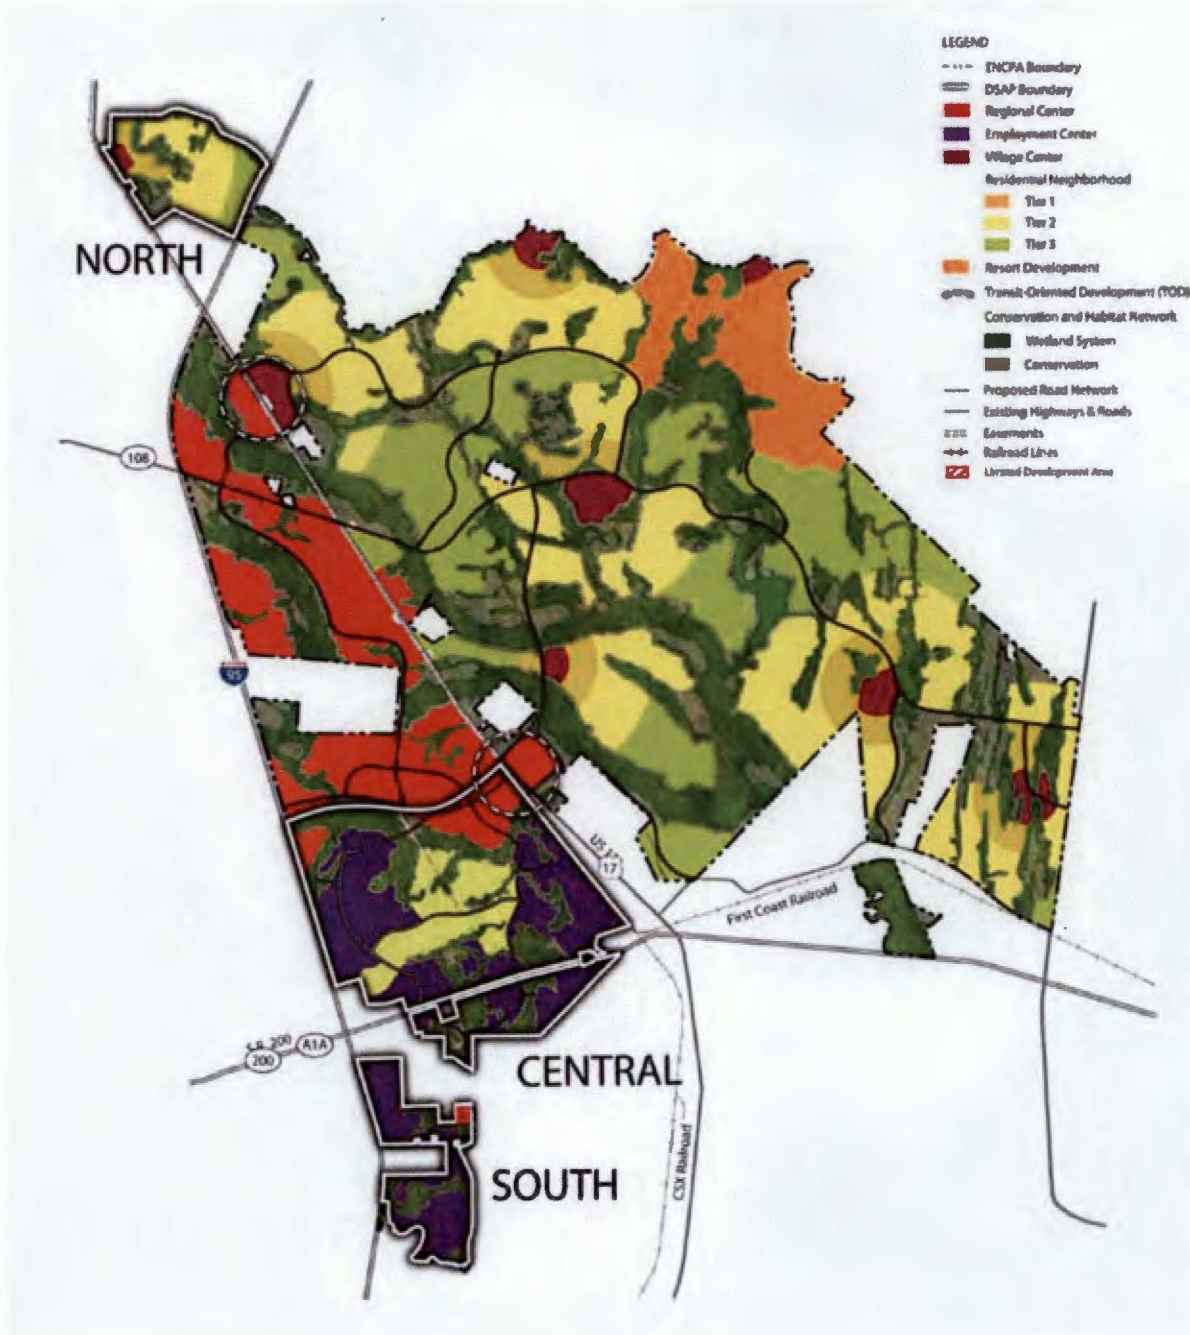 LEGEND
ENCPA Boundary
DSAP Boundary
Regional Center
Employment Center
Village Center
Residential Neighborhood
Tier 1
Tier 2
Tier 3
Resort Development
Transit-Oriented Development (TOD)
Conservation and Habitat Network
Wetland System
Conservation
Proposed Road Network
Existing Highways & Roads
Easements
Railroad Lines
Limited Development Area
NORTH
108
95
US 17
17
First Coast Railroad
S.R. 200
200
A1A
CENTRAL
SOUTH
CSX Railroad